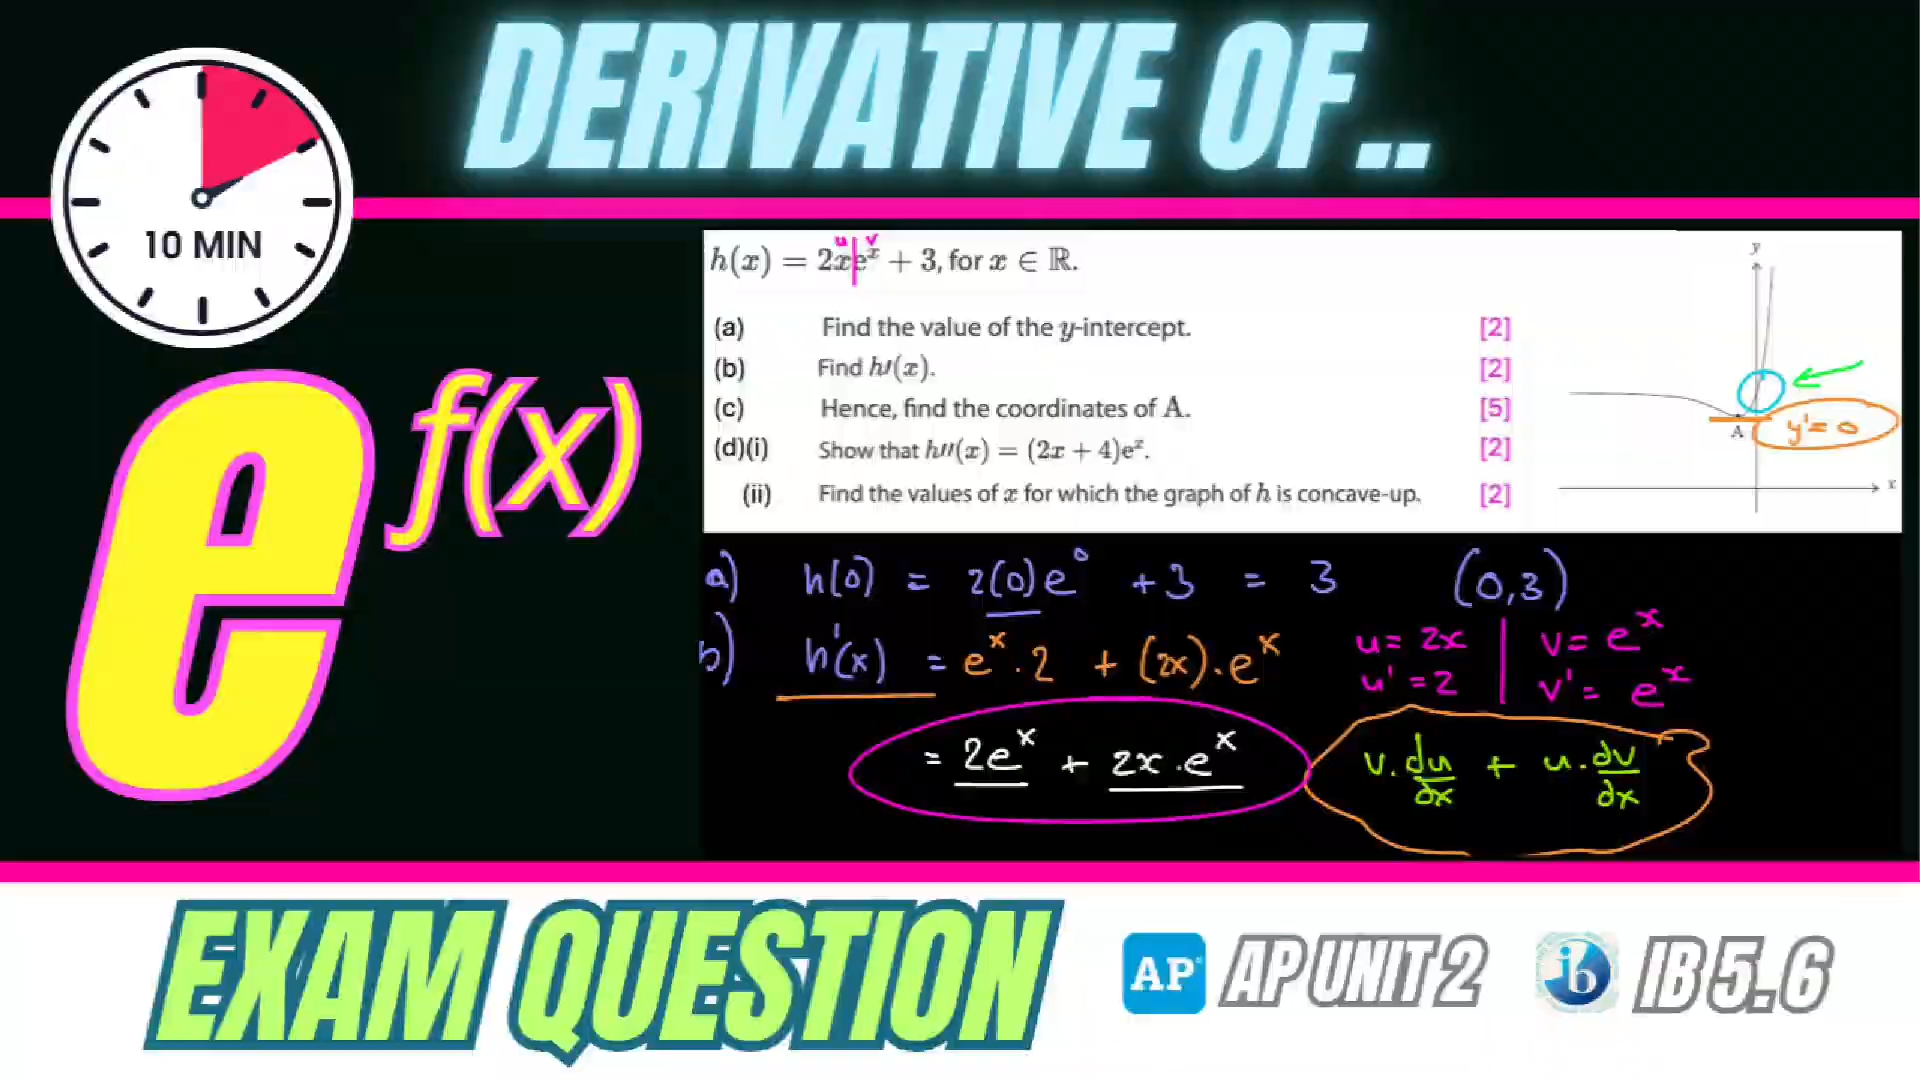 DERIVATIVE OF..
10 MIN
e^f(x)
u v
h(x) = 2xe^x + 3, for x ∈ ℝ.
(a) Find the value of the y-intercept. [2]
(b) Find h′(x). [2]
(c) Hence, find the coordinates of A. [5]
(d)(i) Show that h″(x) = (2x + 4)e^x. [2]
(ii) Find the values of x for which the graph of h is concave-up. [2]
y
A
y' = 0
x
a) h(0) = 2(0)e^0 + 3 = 3 (0,3)
b) h'(x) = e^x · 2 + (2x) · e^x
u = 2x | v = e^x
u' = 2 | v' = e^x
= 2e^x + 2x · e^x
v. du/dx + u. dv/dx
EXAM QUESTION
AP AP UNIT 2
ib IB 5.6